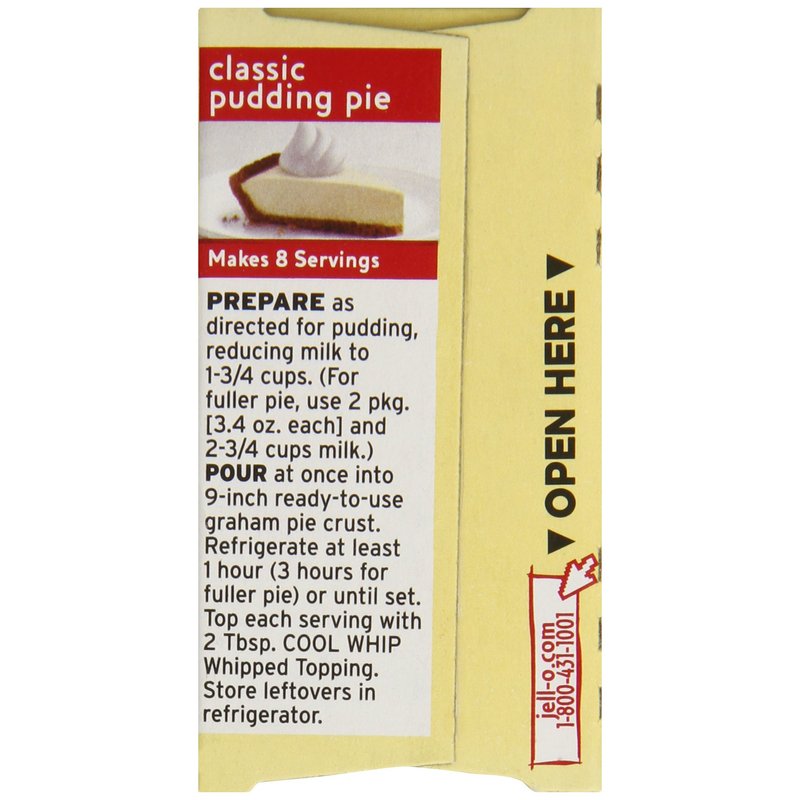 classic
pudding pie
Makes 8 Servings
PREPARE as
directed for pudding,
reducing milk to
1-3/4 cups. (For
fuller pie, use 2 pkg.
[3.4 oz. each] and
2-3/4 cups milk.)
POUR at once into
9-inch ready-to-use
graham pie crust.
Refrigerate at least
1 hour (3 hours for
fuller pie) or until set.
Top each serving with
2 Tbsp. COOL WHIP
Whipped Topping.
Store leftovers in
refrigerator.
OPEN HERE
jell-o.com
1-800-431-1001